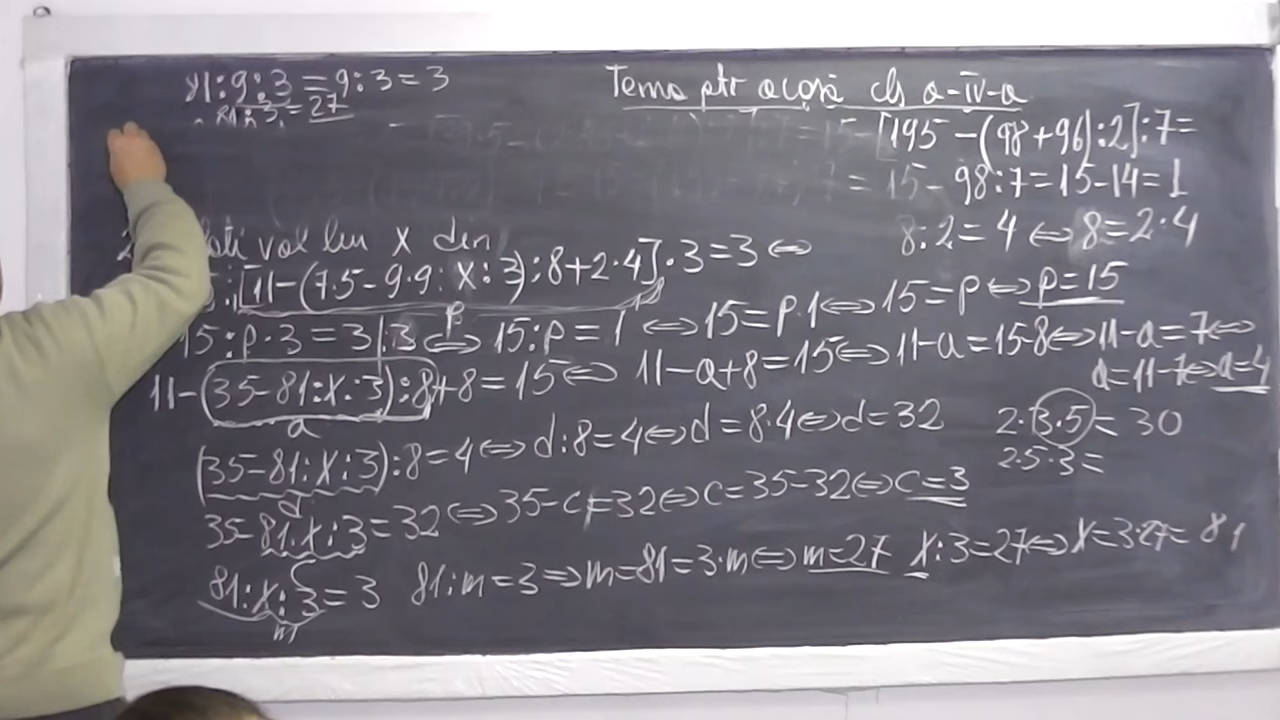 81:9:3=9:3=3
81:3=27
Tema ptr acasă cls a-IV-a
[195-(98+96):2]:7=
=15-98:7=15-14=1
8:2=4⇔8=2·4
val lui x din
[11-(7·5-9·9:x:3):8+2·4]·3=3⇔
p
15:p·3=3|:3⇔15:p=1⇔15=p·1⇔15=p⇔p=15
11-(35-81:x:3):8+8=15⇔11-a+8=15⇔11-a=15-8⇔11-a=7⇔
a=11-7⇔a=4
a
(35-81:x:3):8=4⇔d:8=4⇔d=8·4⇔d=32
d
2·3·5=30
2·5·3=
35-81:x:3=32⇔35-c=32⇔c=35-32⇔c=3
c
81:x:3=3 81:m=3⇒m=81=3·m⇔m=27 x:3=27⇔x=3·27=81
m